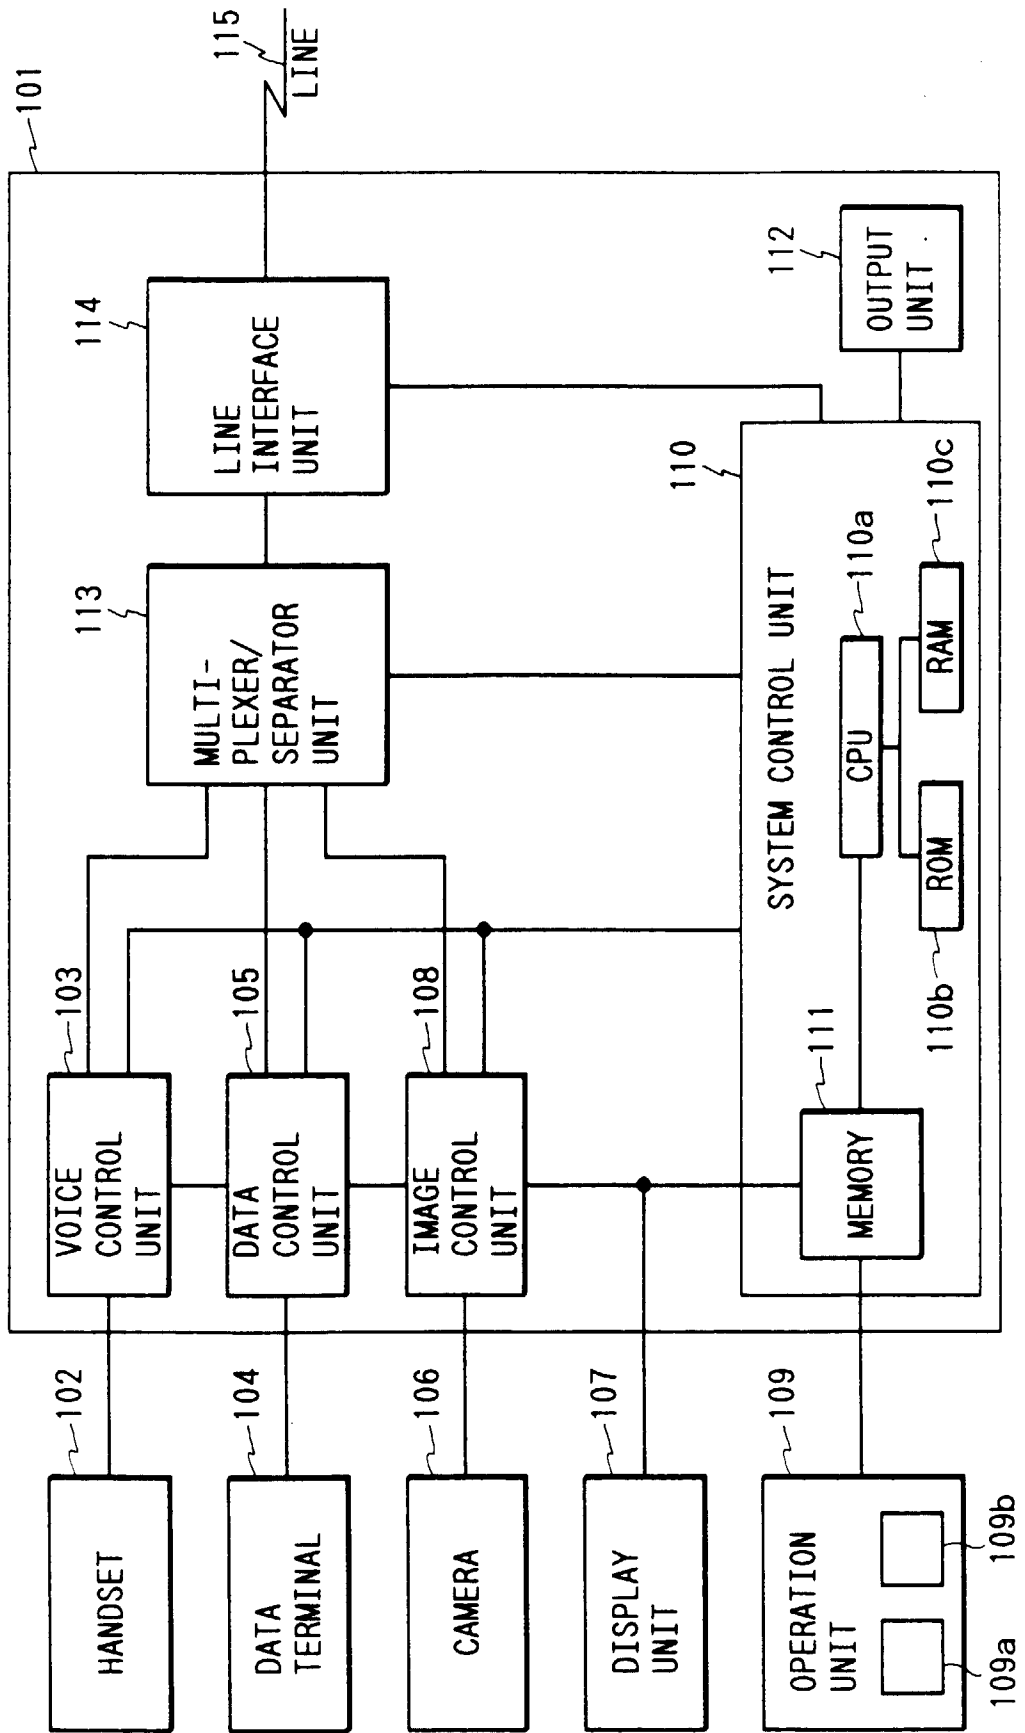 101
115
LINE
114
LINE
INTERFACE
UNIT
112
OUTPUT
UNIT
113
MULTI-
PLEXER/
SEPARATOR
UNIT
110
SYSTEM CONTROL UNIT
110a
CPU
110c
RAM
ROM
110b
103
VOICE
CONTROL
UNIT
105
DATA
CONTROL
UNIT
108
IMAGE
CONTROL
UNIT
111
MEMORY
102
HANDSET
104
DATA
TERMINAL
106
CAMERA
107
DISPLAY
UNIT
109
OPERATION
UNIT
109a
109b